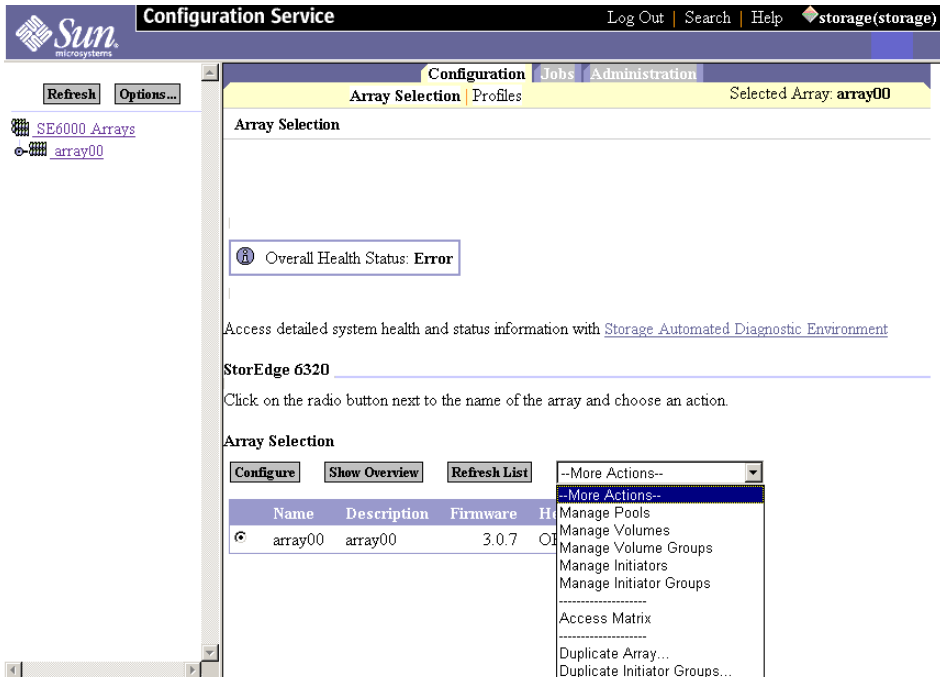 Configuration Service
Log Out | Search | Help storage(storage)
Sun
microsystems
Refresh Options...
SE6000 Arrays
array00
Configuration Jobs Administration
Array Selection | Profiles Selected Array: array00
Array Selection
Overall Health Status: Error
Access detailed system health and status information with Storage Automated Diagnostic Environment
StorEdge 6320
Click on the radio button next to the name of the array and choose an action.
Array Selection
Configure Show Overview Refresh List --More Actions--
Name Description Firmware
array00 array00 3.0.7
--More Actions--
Manage Pools
Manage Volumes
Manage Volume Groups
Manage Initiators
Manage Initiator Groups
--------------------
Access Matrix
--------------------
Duplicate Array...
Duplicate Initiator Groups...